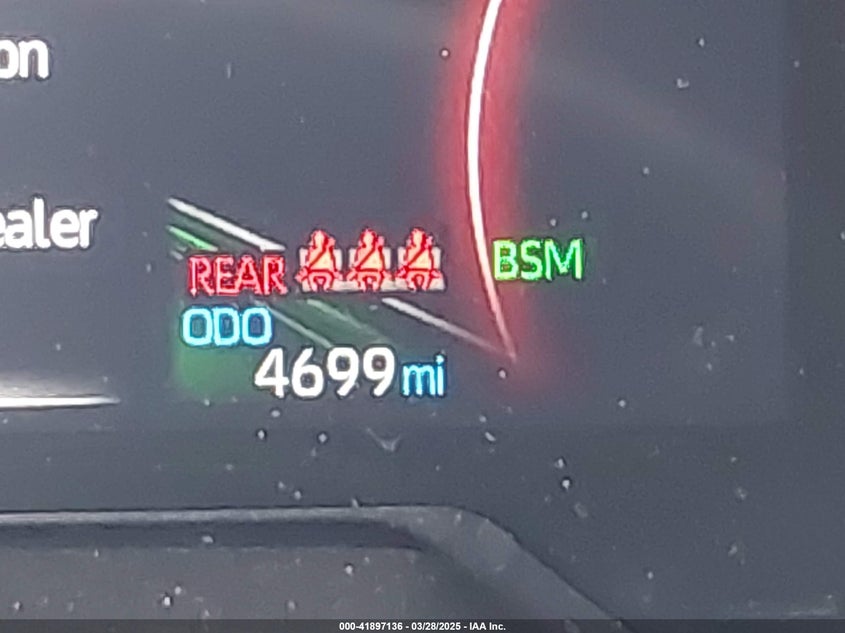 on
ealer
REAR
BSM
ODO
4699 mi
000-41897136 - 03/28/2025 - IAA Inc.